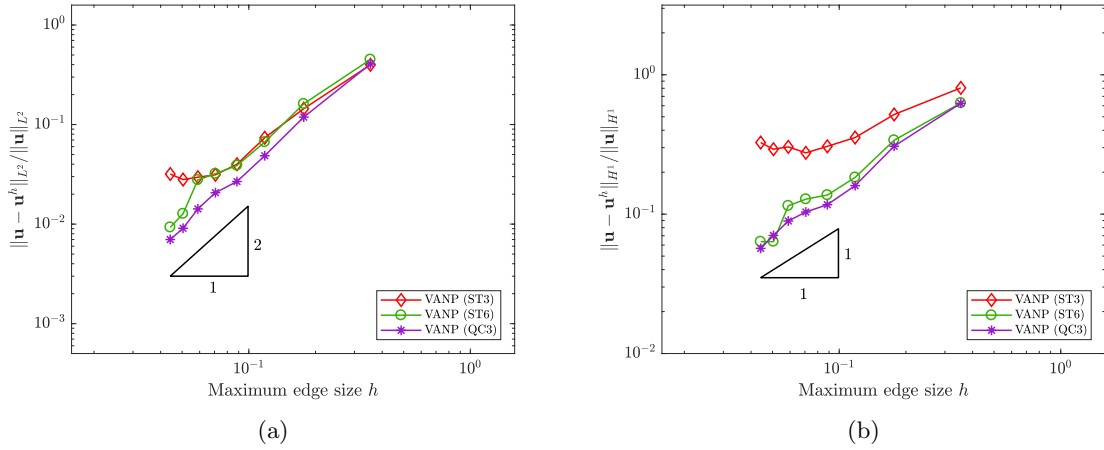 10^0
10^{-1}
10^{-2}
10^{-3}
‖u − u^h‖_{L^2}/‖u‖_{L^2}
2
1
VANP (ST3)
VANP (ST6)
VANP (QC3)
10^{-1}
10^0
Maximum edge size h
(a)
10^0
10^{-1}
10^{-2}
‖u − u^h‖_{H^1}/‖u‖_{H^1}
1
1
VANP (ST3)
VANP (ST6)
VANP (QC3)
10^{-1}
10^0
Maximum edge size h
(b)